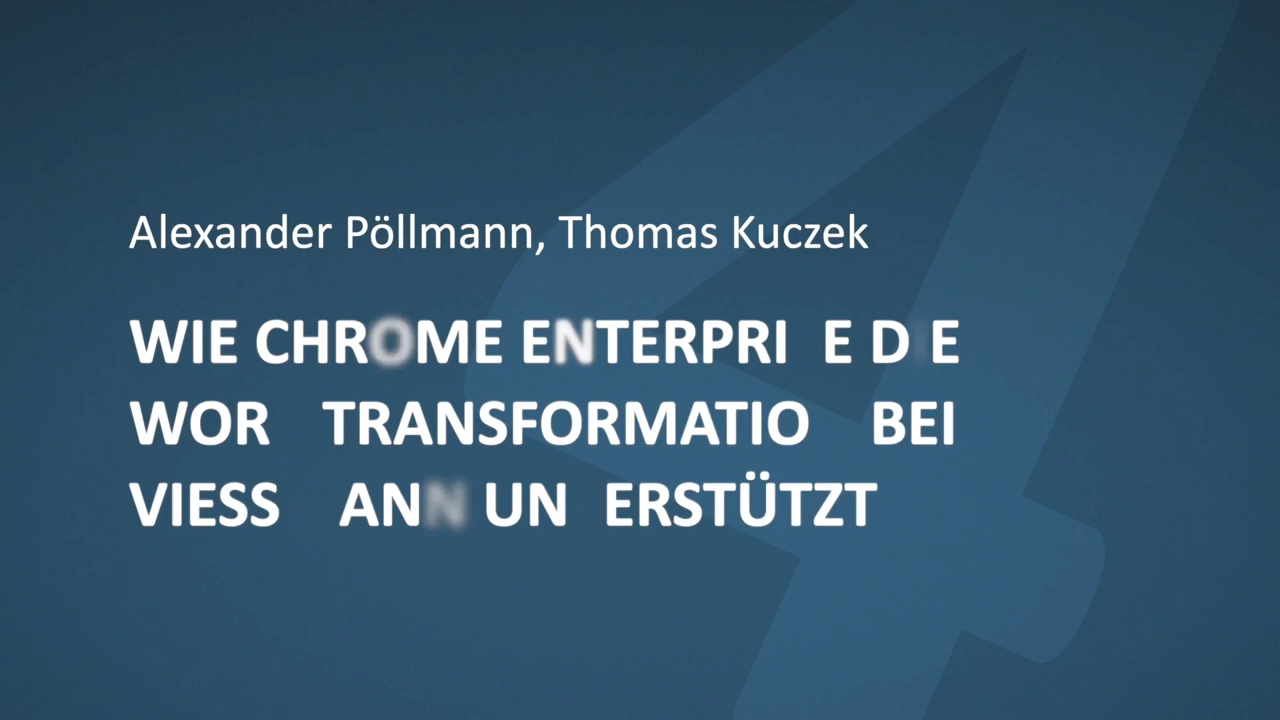 Alexander Pöllmann, Thomas Kuczek
WIE CHROME ENTERPRI E D E
WOR TRANSFORMATIO BEI
VIESS ANN UN ERSTÜTZT